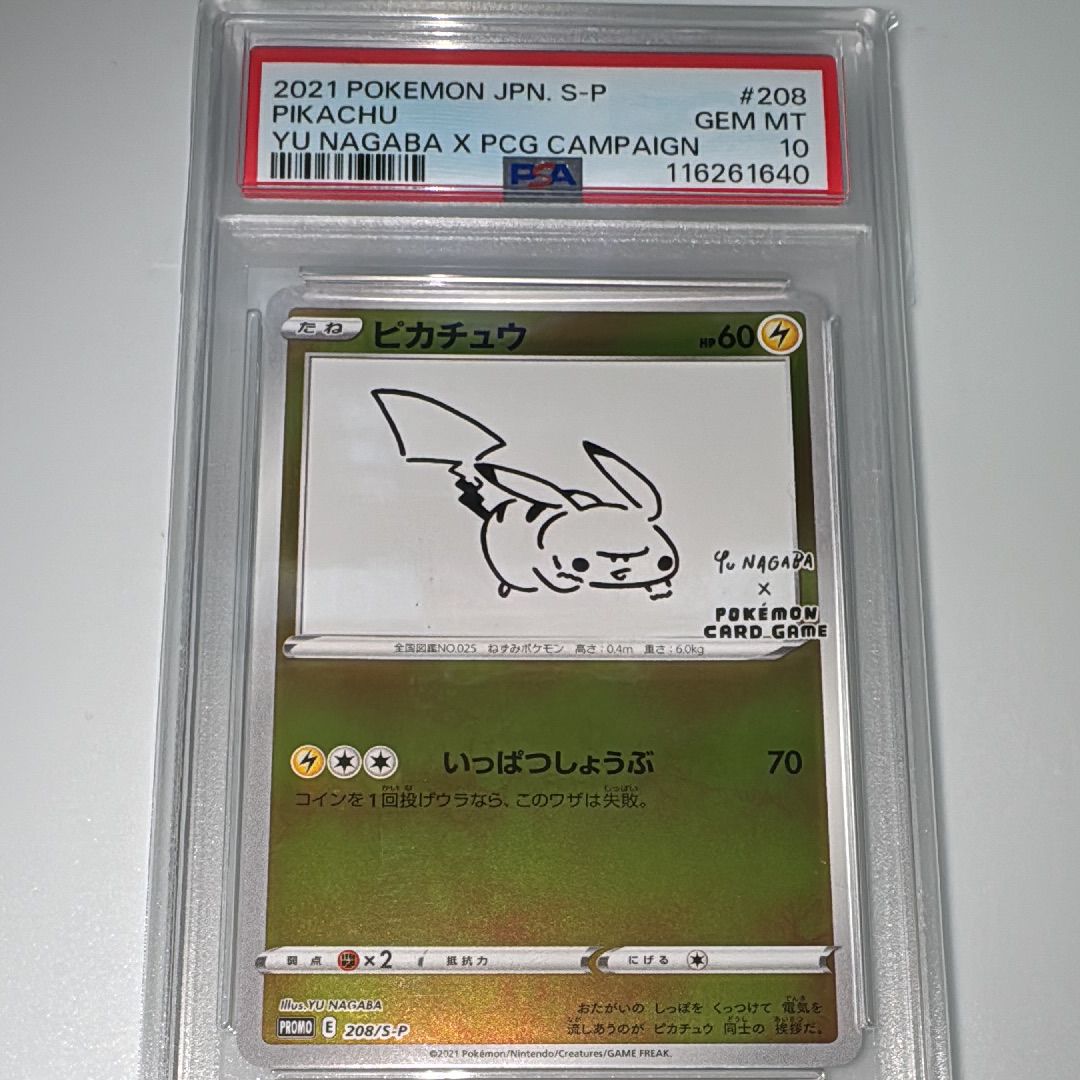 2021 POKEMON JPN. S-P #208
PIKACHU GEM MT
YU NAGABA X PCG CAMPAIGN 10
PSA 116261640
たね ピカチュウ HP60
YU NAGABA
×
POKÉMON
CARD GAME
全国図鑑NO.025 ねずみポケモン 高さ:0.4m 重さ:6.0kg
いっぱつしょうぶ 70
コインを1回投げウラなら、このワザは失敗。
弱点 ×2 抵抗力 にげる
Illus.YU NAGABA
PROMO E 208/S-P
おたがいの しっぽを くっつけて 電気を
流しあうのが ピカチュウ 同士の 挨拶だ。
©2021 Pokémon/Nintendo/Creatures/GAME FREAK.